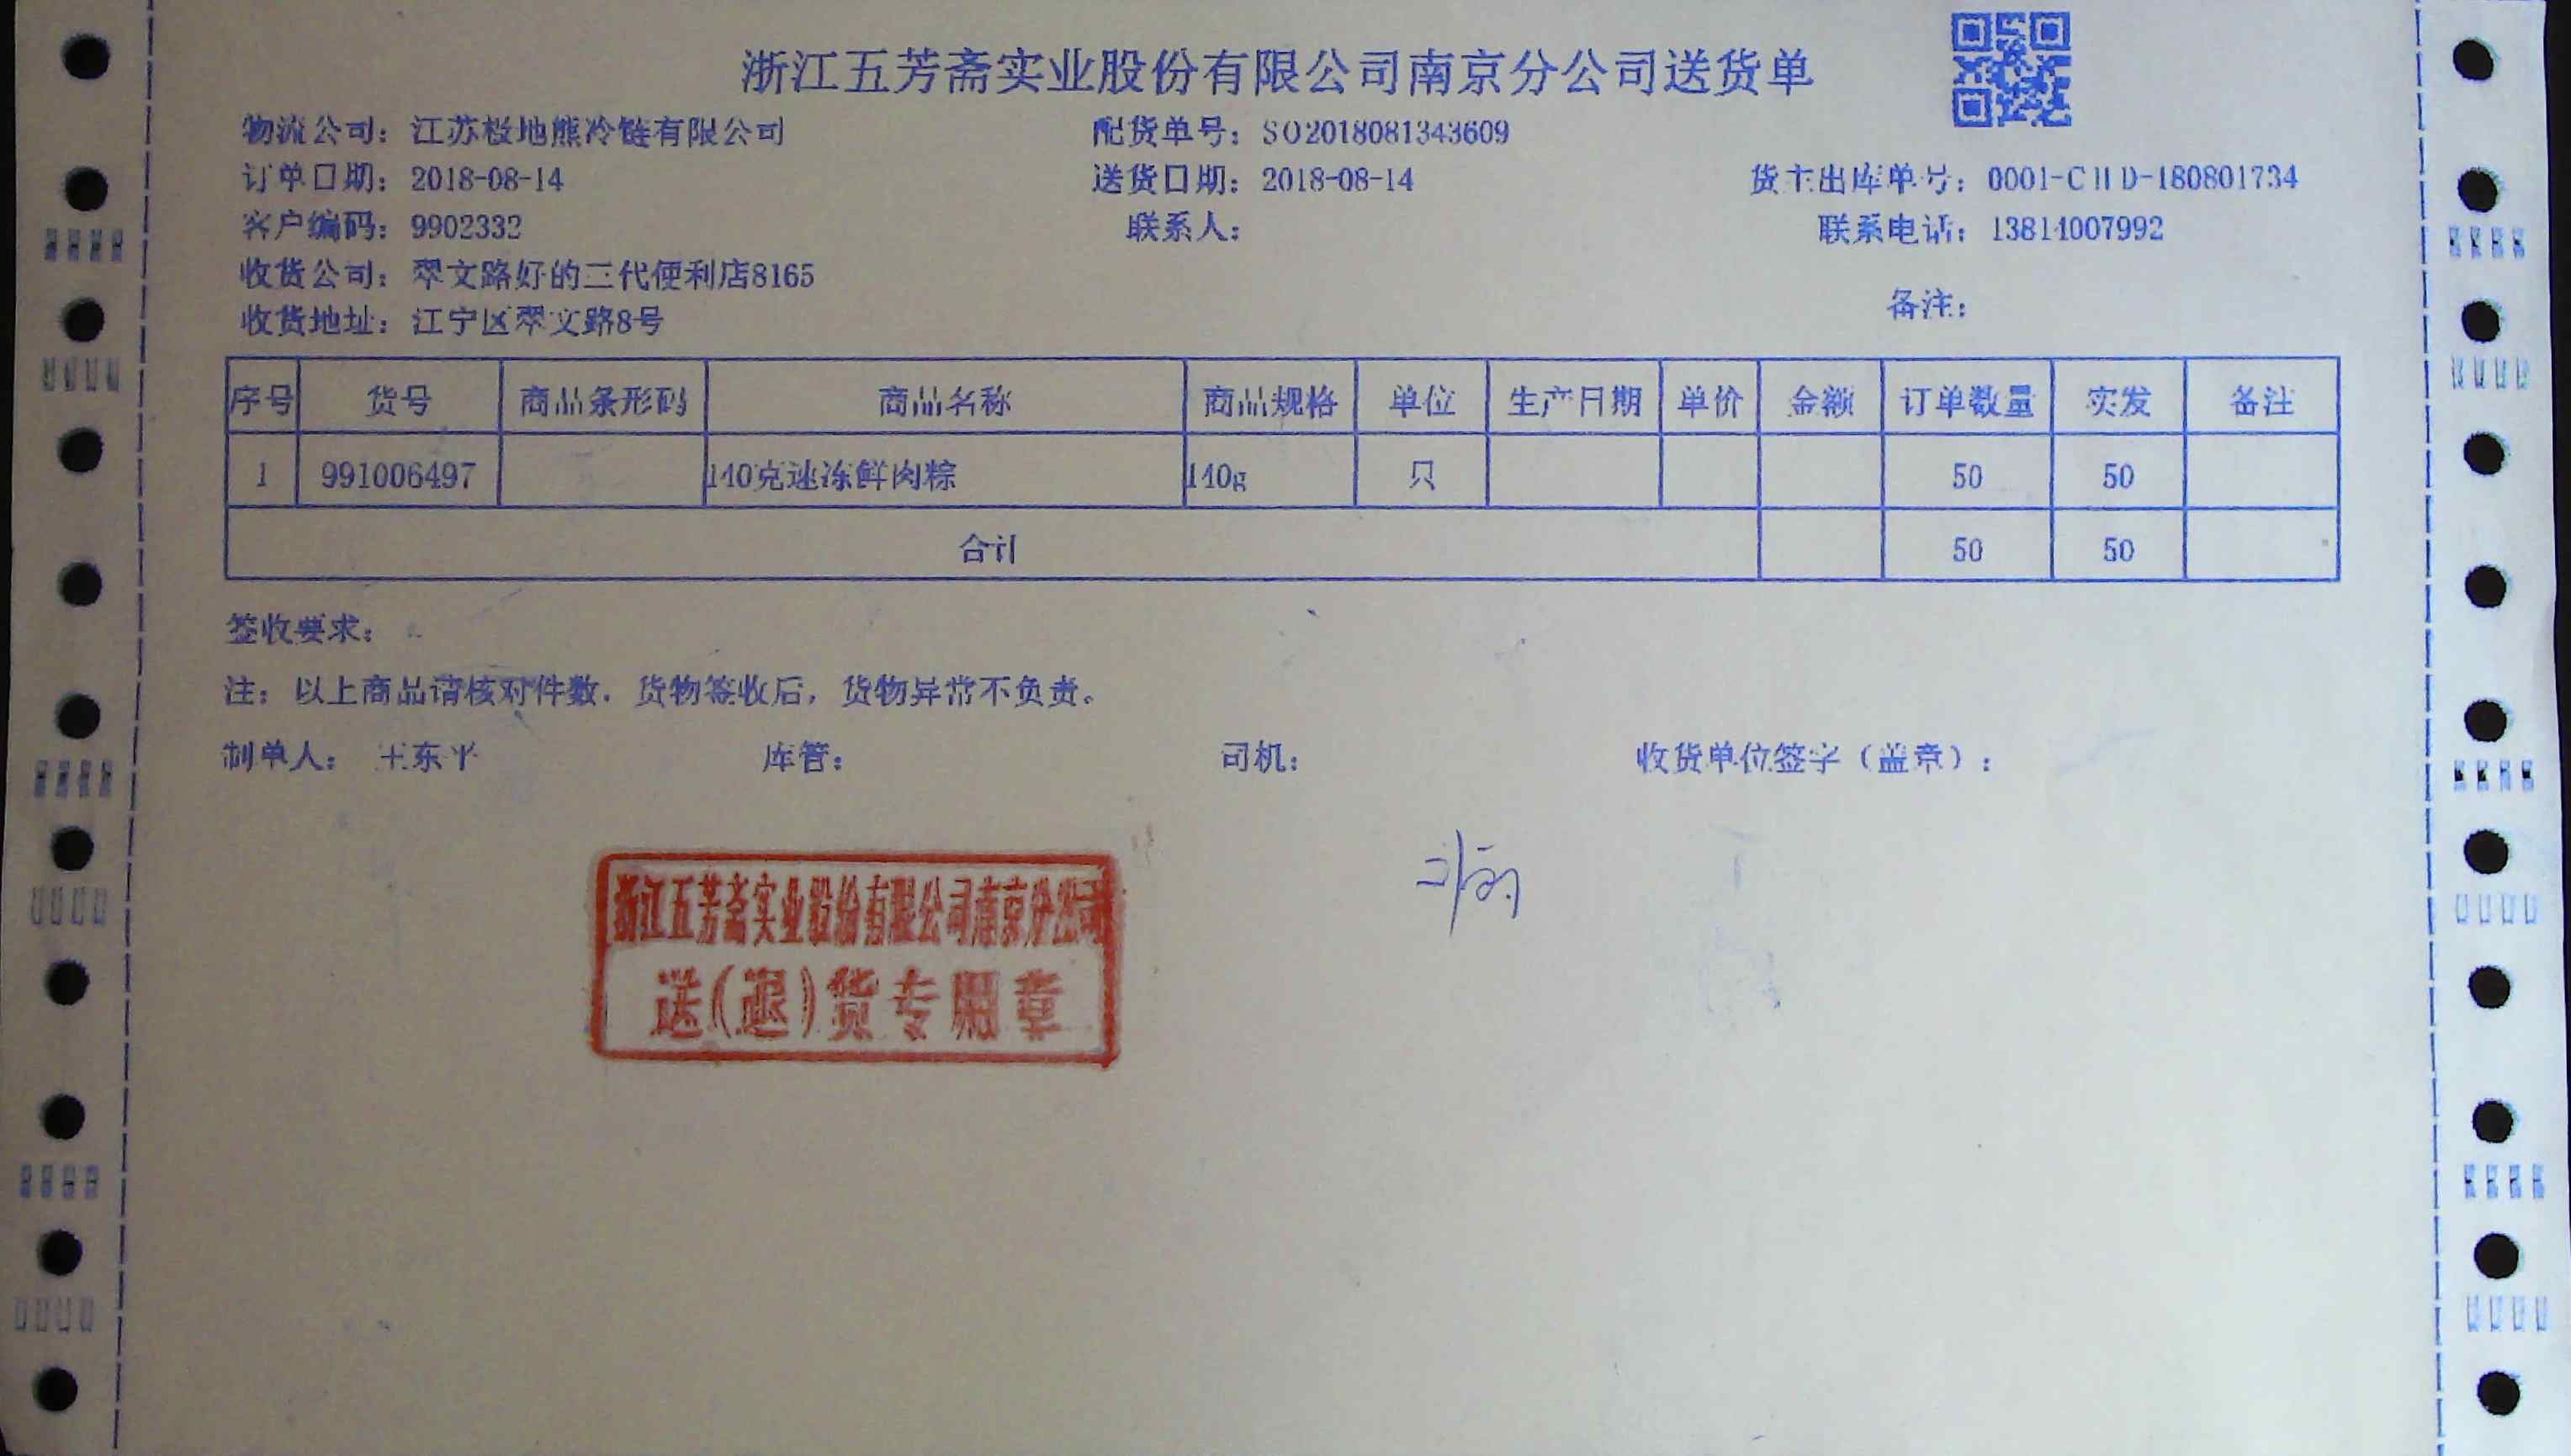 浙江五芳斋实业股份有限公司南京分公司送货单
物流公司：江苏极地熊冷链有限公司 配货单号：SO2018081343609
订单日期：2018-08-14 送货日期：2018-08-14 货主出库单号：0001-CHD-180801734
客户编码：9902332 联系人： 联系电话：13814007992
收货公司：翠文路好的三代便利店8165
收货地址：江宁区翠文路8号 备注：
序号 货号 商品条形码 商品名称 商品规格 单位 生产日期 单价 金额 订单数量 实发 备注
1 991006497 140克速冻鲜肉粽 140g 只 50 50
合计 50 50
签收要求：
注：以上商品请核对件数，货物签收后，货物异常不负责。
制单人： 王东平 库管： 司机： 收货单位签字（盖章）：
浙江五芳斋实业股份有限公司南京分公司
送(退)货专用章